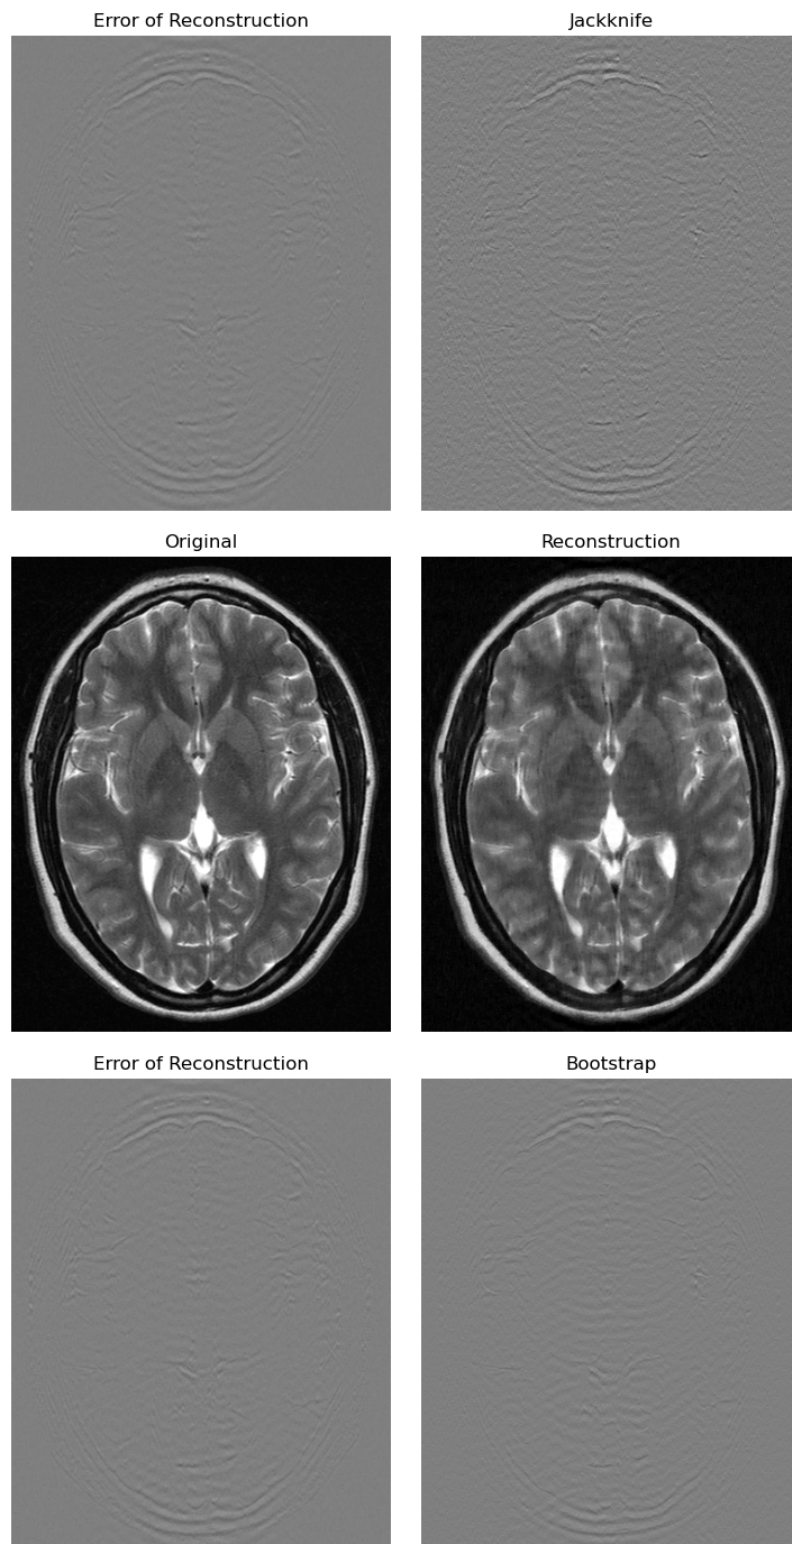 Error of Reconstruction
Jackknife
Original
Reconstruction
Error of Reconstruction
Bootstrap